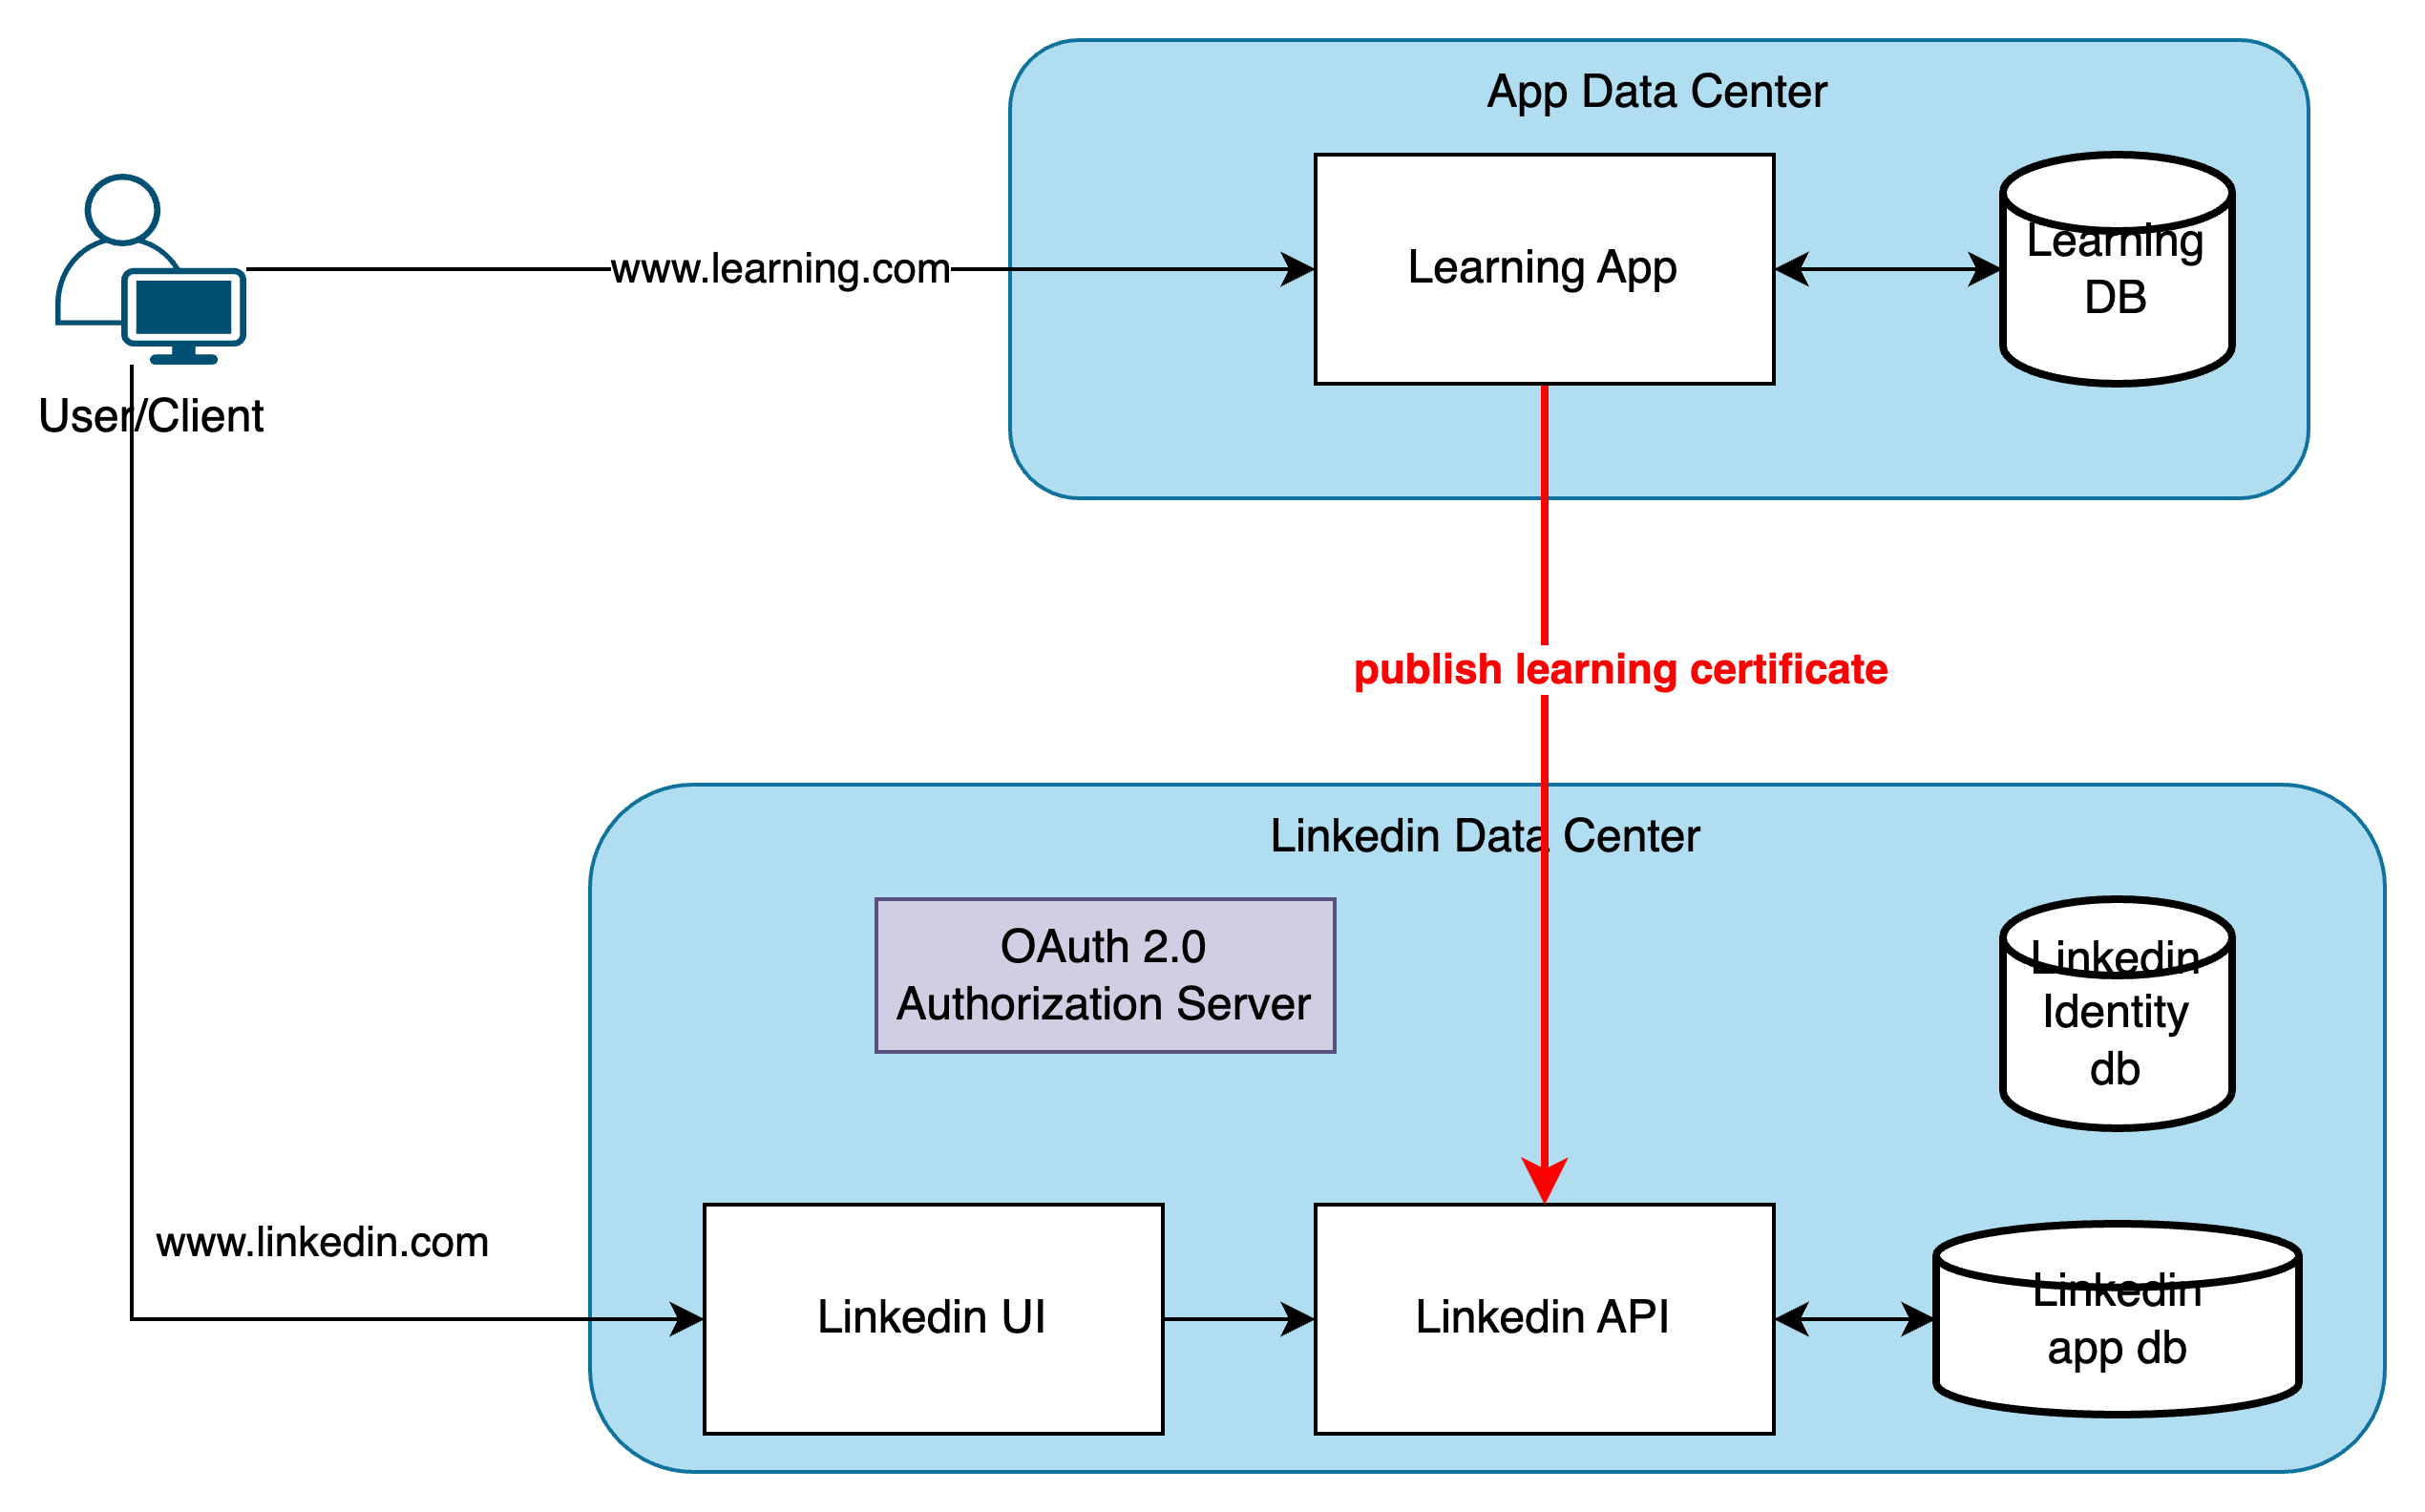 App Data Center
www.learning.com
Learning App
Learning
DB
User/Client
publish learning certificate
Linkedin Data Center
OAuth 2.0
Authorization Server
Linkedin
Identity
db
www.linkedin.com
Linkedin UI
Linkedin API
Linkedin
app db